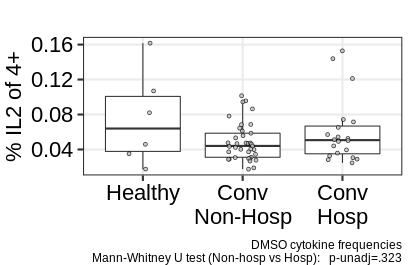 % IL2 of 4+
0.16
0.12
0.08
0.04
Healthy
Conv
Non-Hosp
Conv
Hosp
DMSO cytokine frequencies
Mann-Whitney U test (Non-hosp vs Hosp): p-unadj=.323